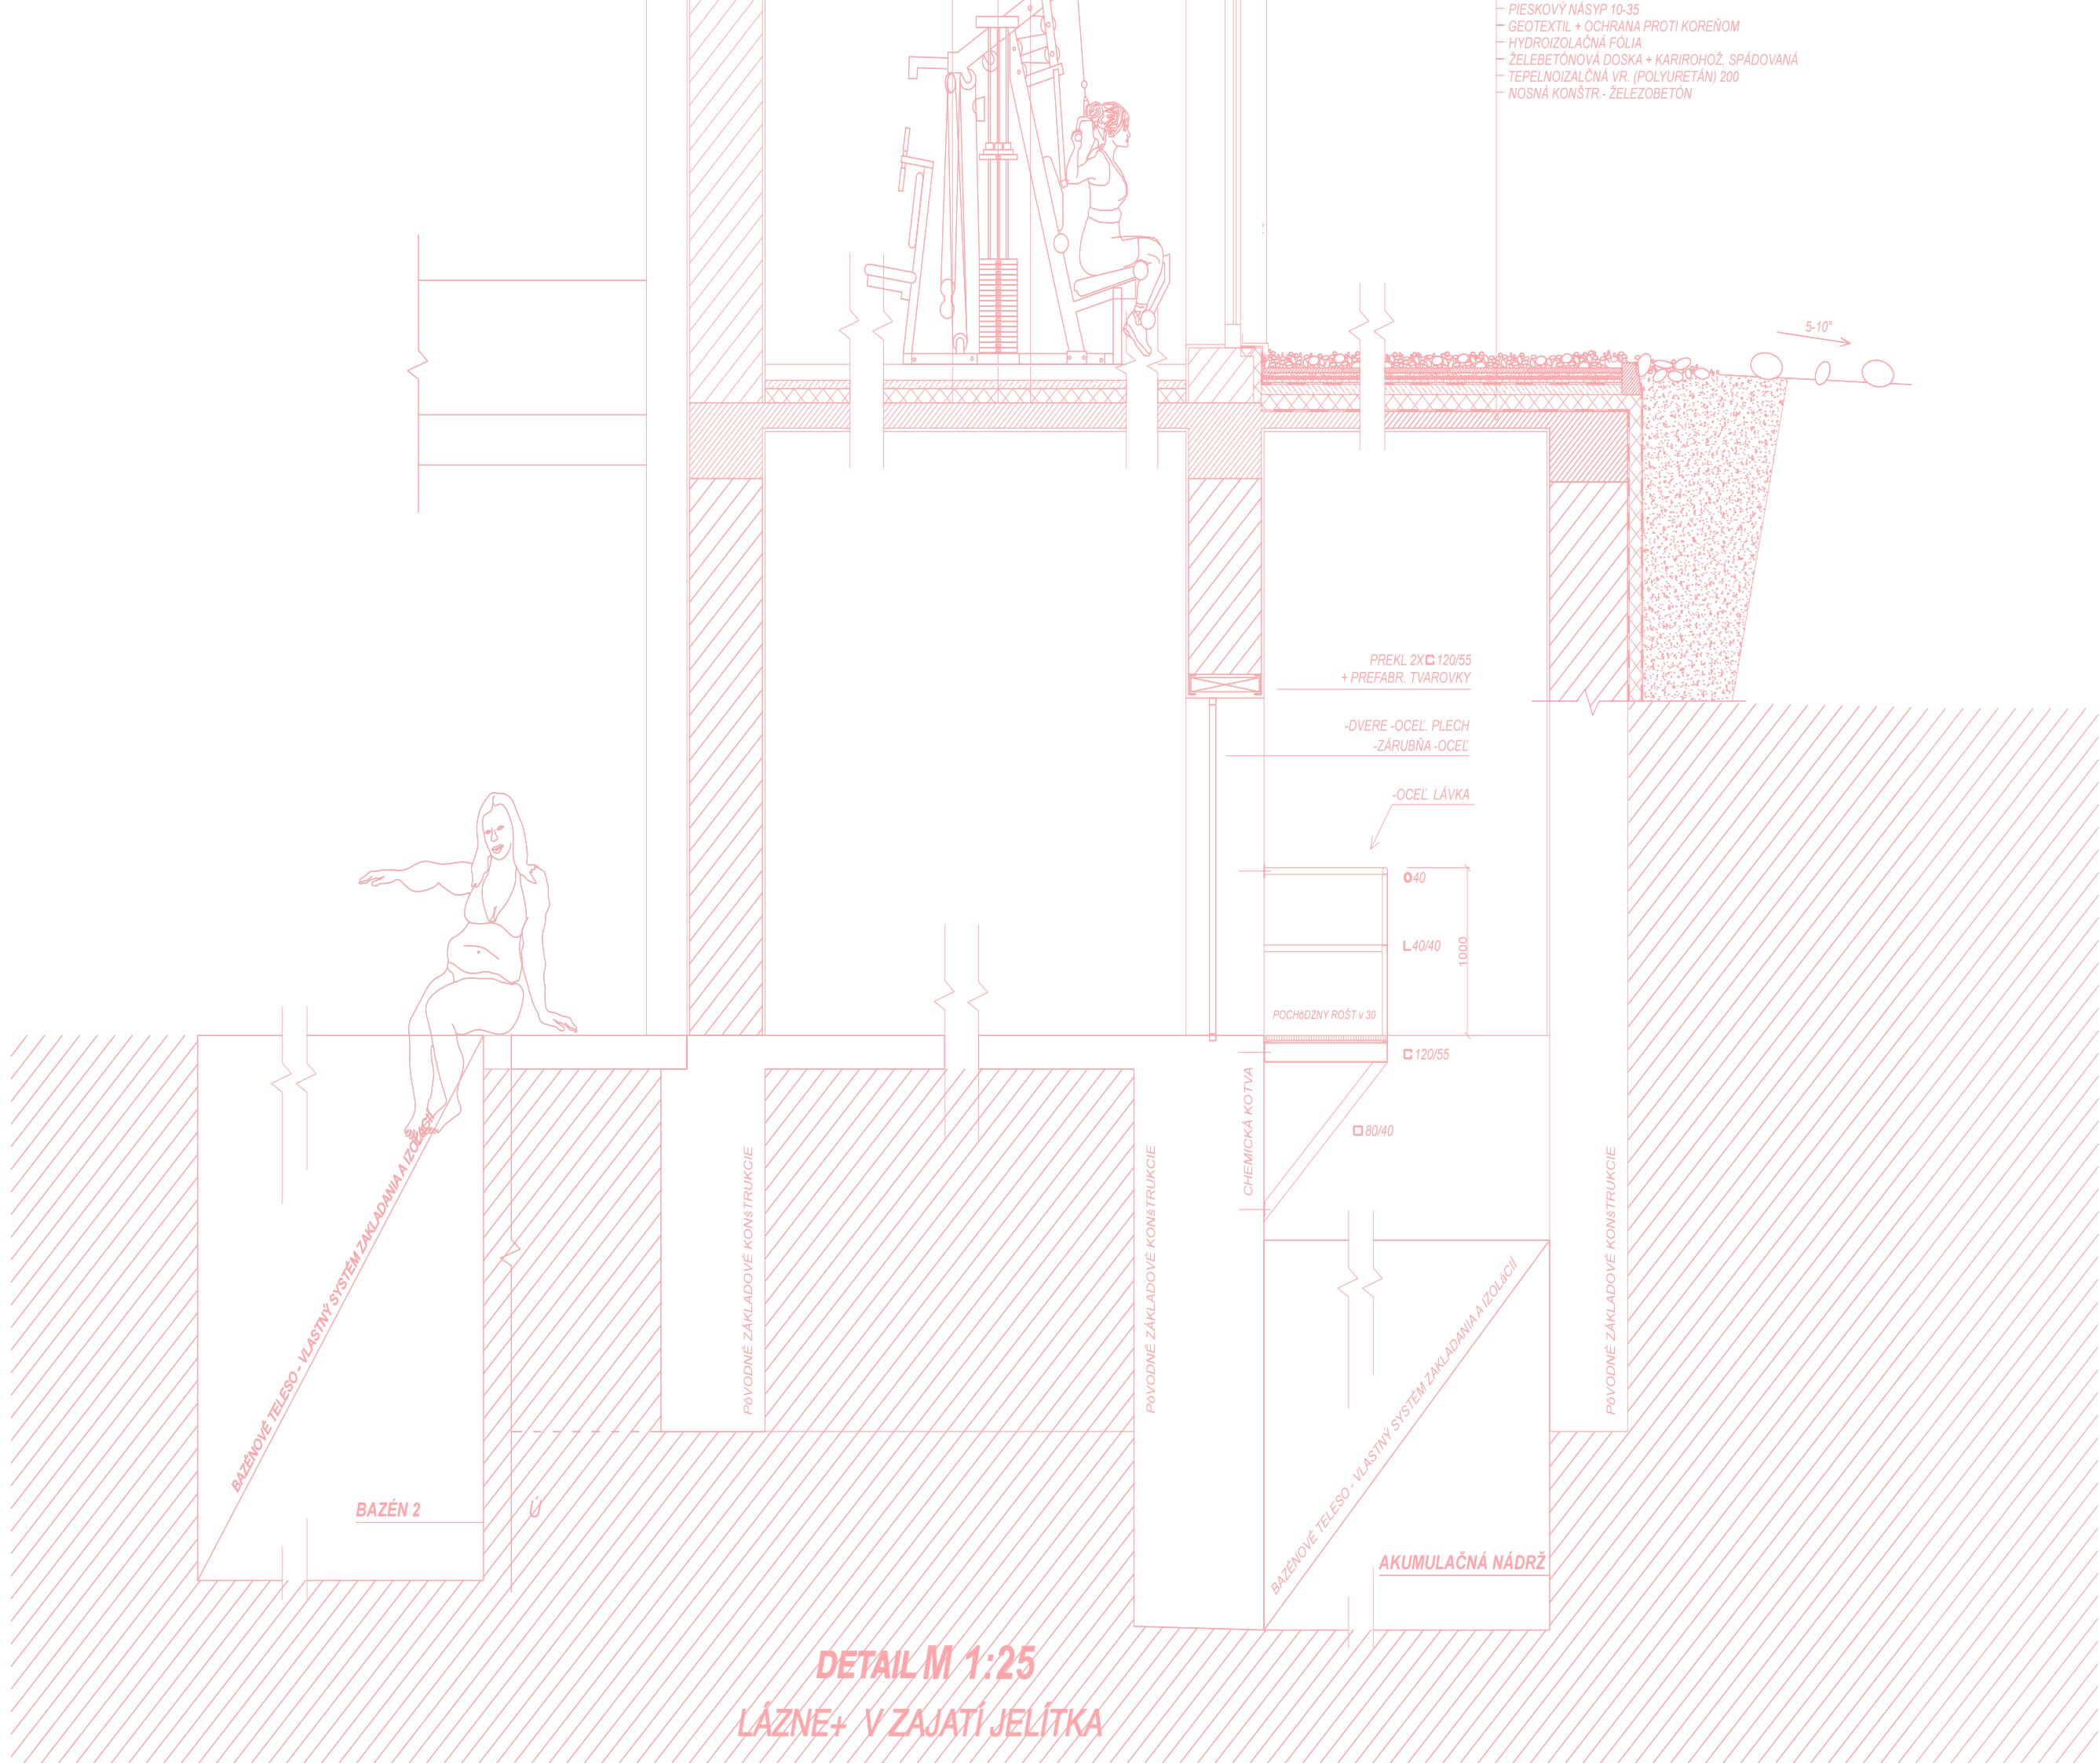 PIESKOVÝ NÁSYP 10-35
GEOTEXTIL + OCHRANA PROTI KOREŇOM
HYDROIZOLAČNÁ FÓLIA
ŽELEBETÓNOVÁ DOSKA + KARIROHOŽ, SPÁDOVANÁ
TEPELNOIZALČNÁ VR. (POLYURETÁN) 200
NOSNÁ KONŠTR.- ŽELEZOBETÓN
5-10°
PREKL 2X 120/55
+ PREFABR. TVAROVKY
-DVERE -OCEĽ. PLECH
-ZÁRUBŇA -OCEĽ
-OCEĽ. LÁVKA
40
40/40
1000
POCHôDZNY ROŠT v 30
120/55
CHEMICKÁ KOTVA
80/40
PôVODNÉ ZÁKLADOVÉ KONšTRUKCIE
PôVODNÉ ZÁKLADOVÉ KONšTRUKCIE
PôVODNÉ ZÁKLADOVÉ KONšTRUKCIE
BAZÉNOVÉ TELESO - VLASTNÝ SYSTÉM ZAKLADANIA A IZOLáCIÍ
BAZÉNOVÉ TELESO - VLASTNÝ SYSTÉM ZAKLADANIA A IZOLáCIÍ
BAZÉN 2
Ú
AKUMULAČNÁ NÁDRŽ
DETAIL M 1:25
LÁZNE+ V ZAJATÍ JELÍTKA